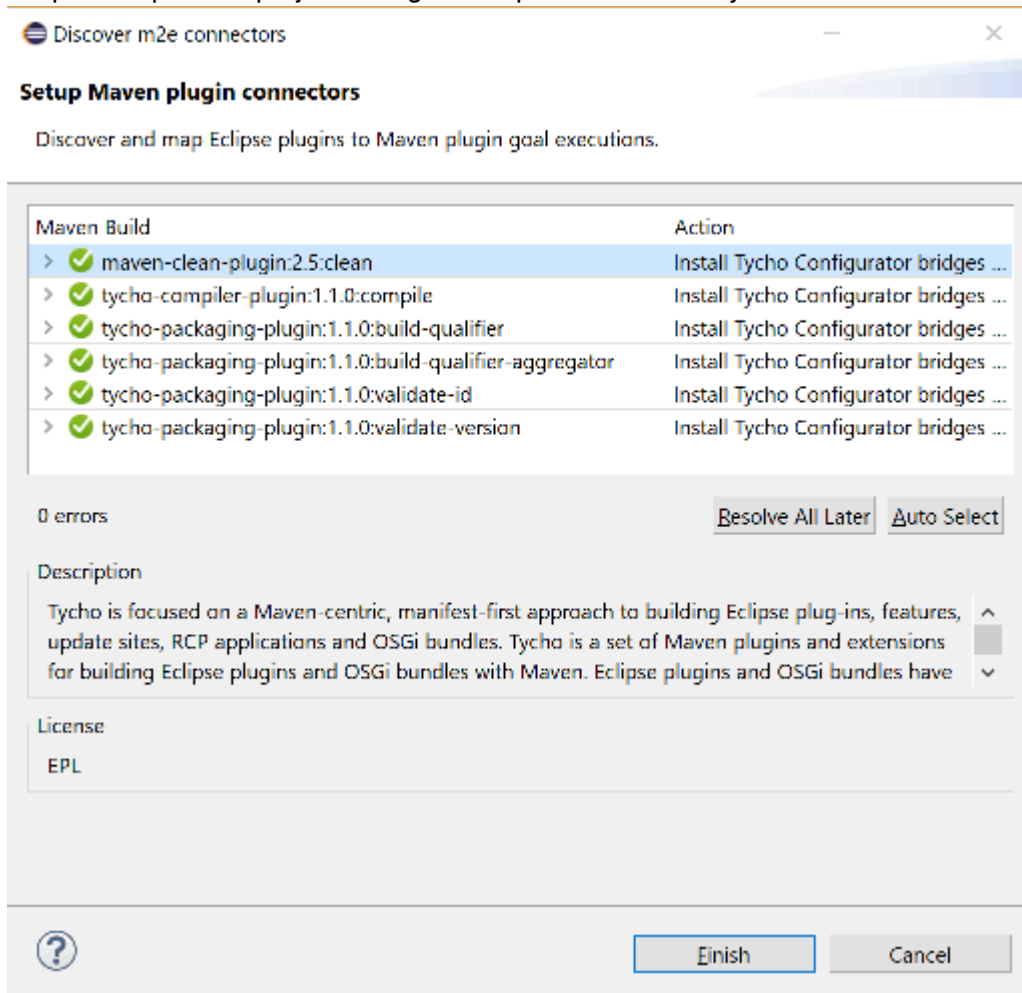 Discover m2e connectors
Setup Maven plugin connectors
Discover and map Eclipse plugins to Maven plugin goal executions.
Maven Build Action
maven-clean-plugin:2.5:clean Install Tycho Configurator bridges ...
tycho-compiler-plugin:1.1.0:compile Install Tycho Configurator bridges ...
tycho-packaging-plugin:1.1.0:build-qualifier Install Tycho Configurator bridges ...
tycho-packaging-plugin:1.1.0:build-qualifier-aggregator Install Tycho Configurator bridges ...
tycho-packaging-plugin:1.1.0:validate-id Install Tycho Configurator bridges ...
tycho-packaging-plugin:1.1.0:validate-version Install Tycho Configurator bridges ...
0 errors Resolve All Later Auto Select
Description
Tycho is focused on a Maven-centric, manifest-first approach to building Eclipse plug-ins, features,
update sites, RCP applications and OSGi bundles. Tycho is a set of Maven plugins and extensions
for building Eclipse plugins and OSGi bundles with Maven. Eclipse plugins and OSGi bundles have
License
EPL
? Finish Cancel